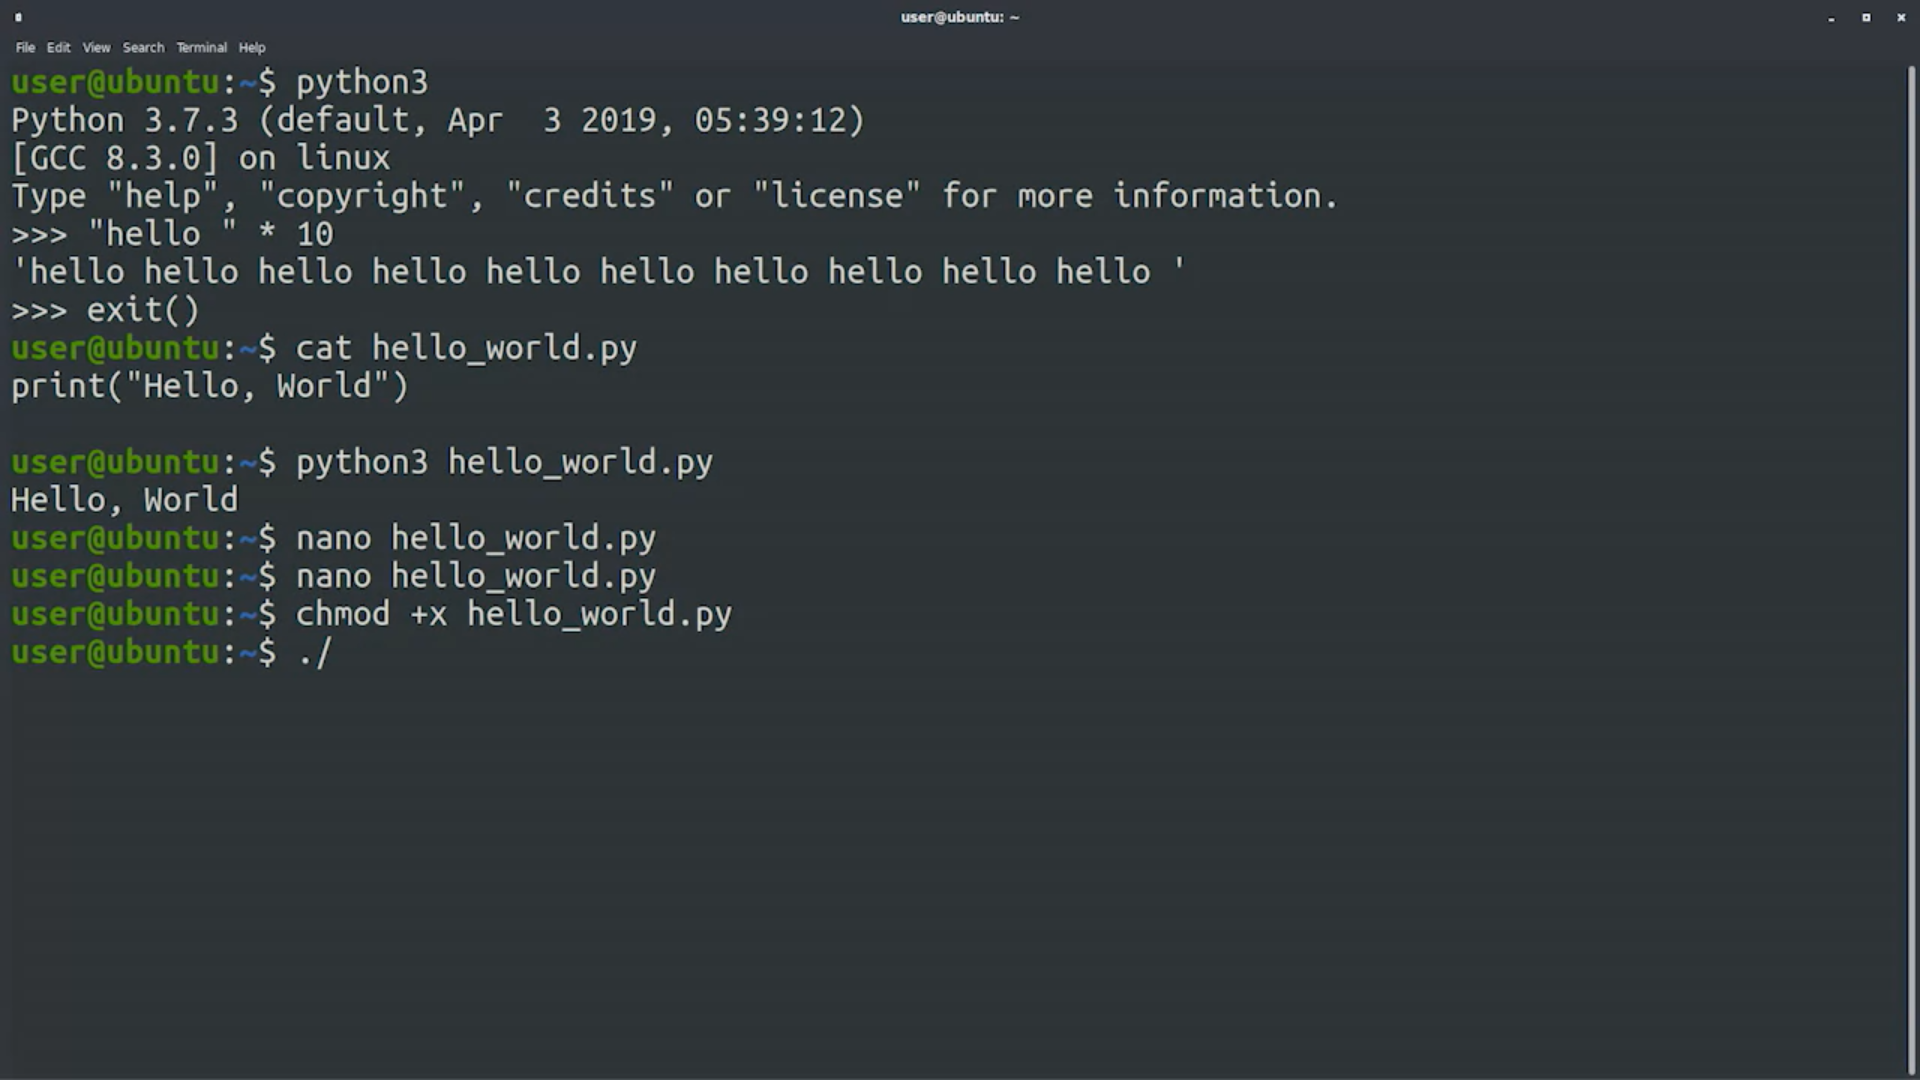 user@ubuntu: ~
File Edit View Search Terminal Help
user@ubuntu:~$ python3
Python 3.7.3 (default, Apr  3 2019, 05:39:12)
[GCC 8.3.0] on linux
Type "help", "copyright", "credits" or "license" for more information.
>>> "hello " * 10
'hello hello hello hello hello hello hello hello hello hello '
>>> exit()
user@ubuntu:~$ cat hello_world.py
print("Hello, World")
user@ubuntu:~$ python3 hello_world.py
Hello, World
user@ubuntu:~$ nano hello_world.py
user@ubuntu:~$ nano hello_world.py
user@ubuntu:~$ chmod +x hello_world.py
user@ubuntu:~$ ./